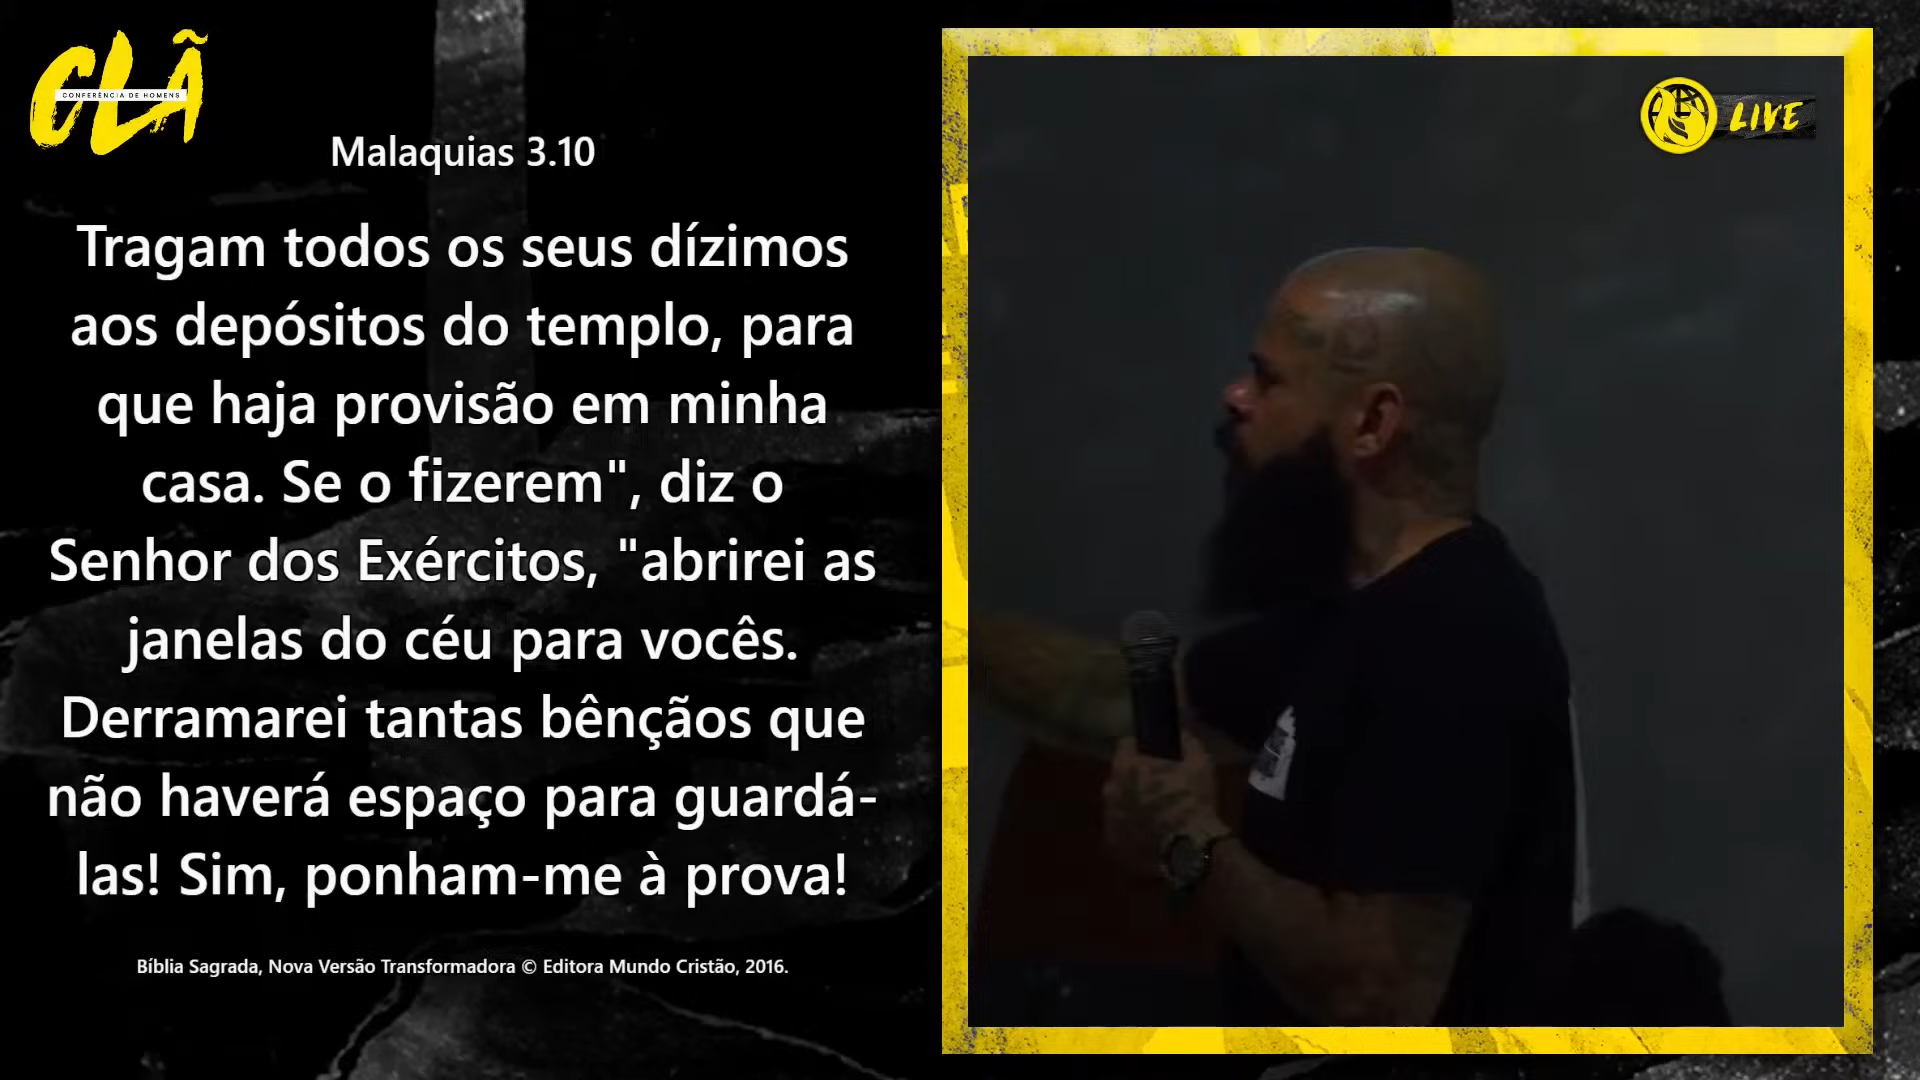 CLÃ
CONFERÊNCIA DE HOMENS
LIVE
Malaquias 3.10
Tragam todos os seus dízimos
aos depósitos do templo, para
que haja provisão em minha
casa. Se o fizerem", diz o
Senhor dos Exércitos, "abrirei as
janelas do céu para vocês.
Derramarei tantas bênçãos que
não haverá espaço para guardá-
las! Sim, ponham-me à prova!
Bíblia Sagrada, Nova Versão Transformadora © Editora Mundo Cristão, 2016.